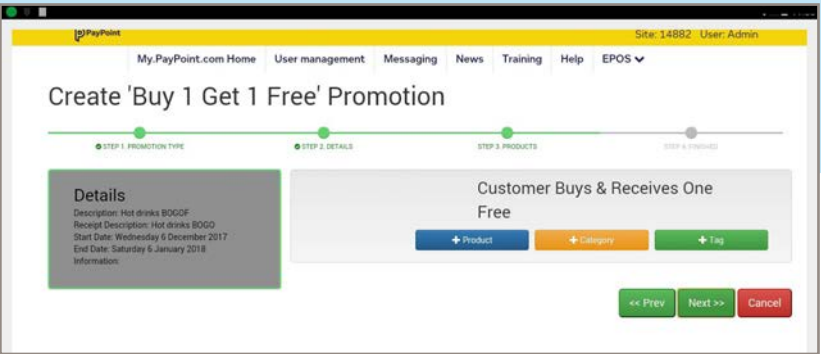 PayPoint
Site: 14882 User: Admin
My.PayPoint.com Home User management Messaging News Training Help EPOS
Create 'Buy 1 Get 1 Free' Promotion
STEP 1. PROMOTION TYPE STEP 2. DETAILS STEP 3. PRODUCTS STEP 4. FINISHED
Details
Description: Hot drinks BOGOF
Receipt Description: Hot drinks BOGO
Start Date: Wednesday 6 December 2017
End Date: Saturday 6 January 2018
Information:
Customer Buys & Receives One
Free
+ Product + Category + Tag
<< Prev Next >> Cancel